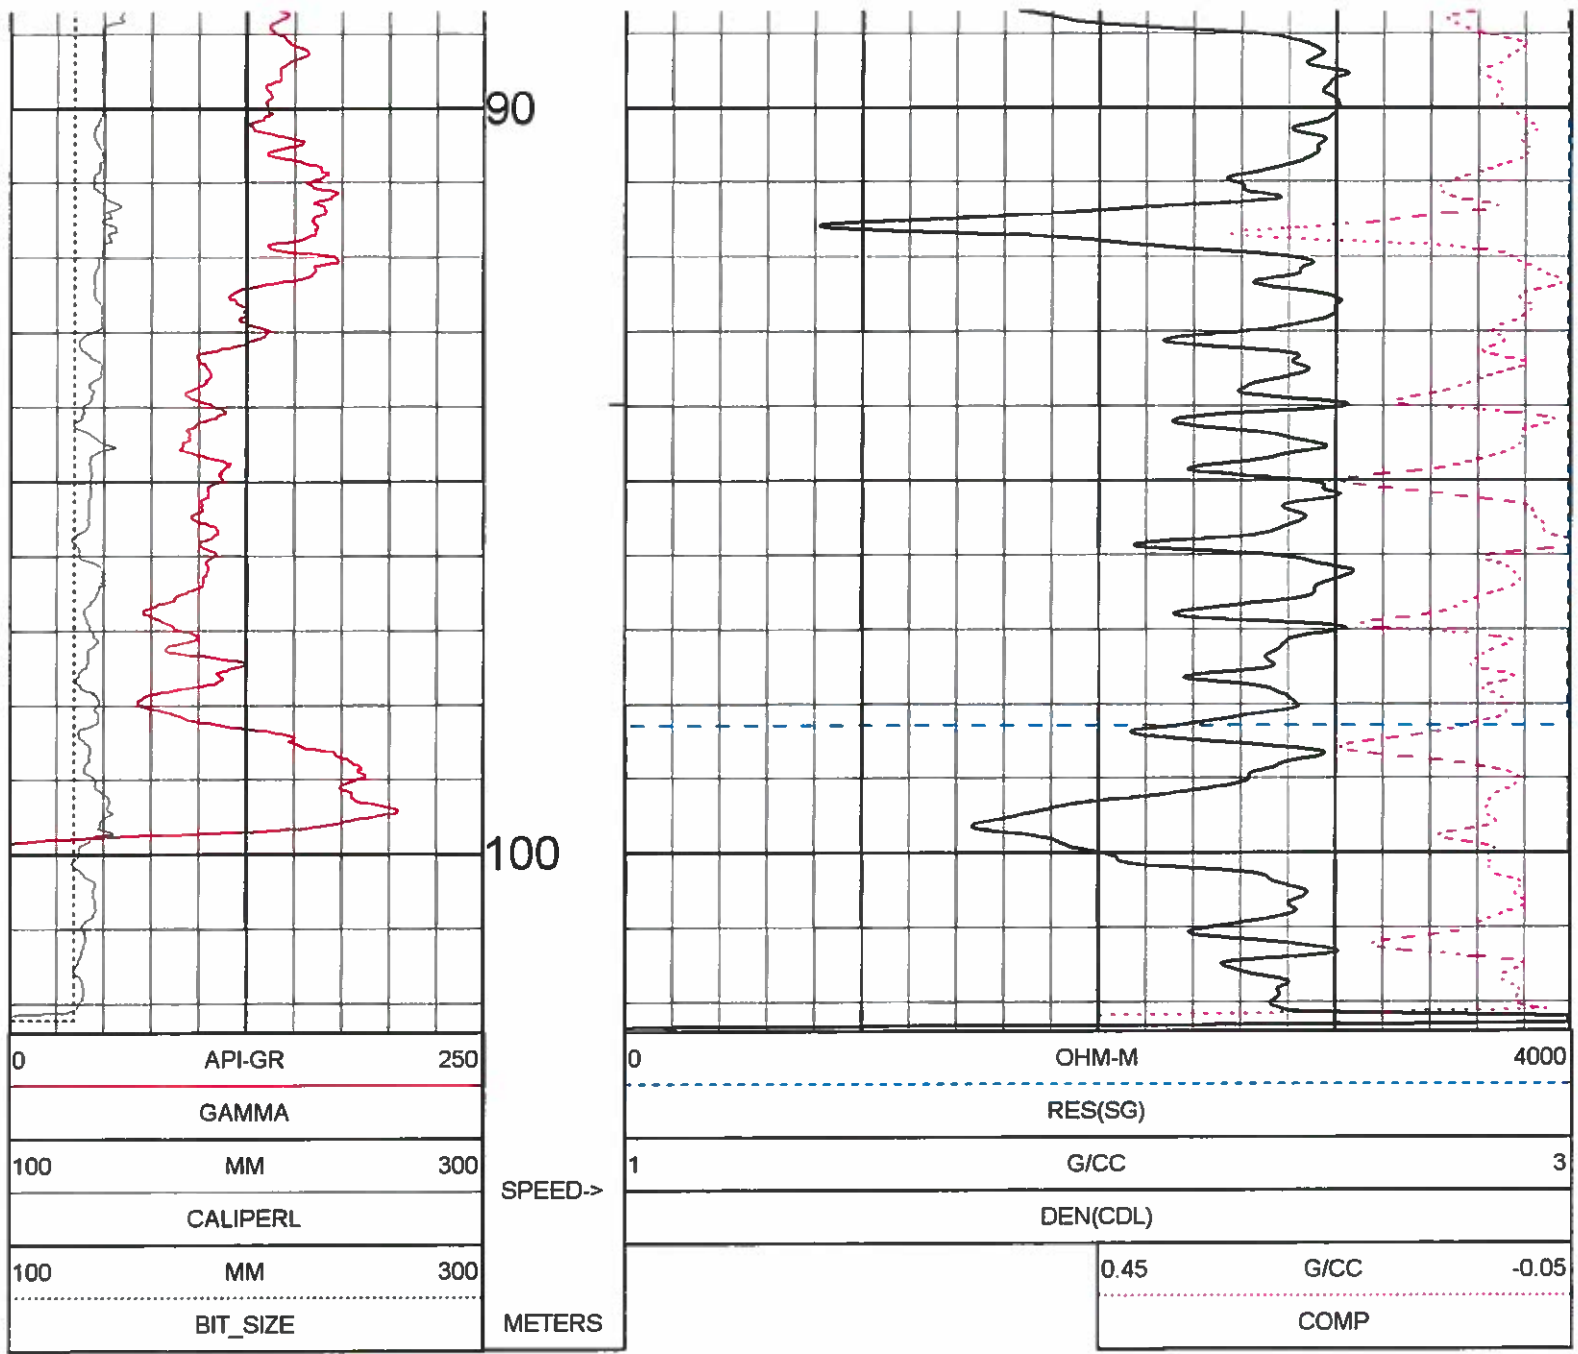 90
100
0 API-GR 250
GAMMA
100 MM 300
CALIPERL
100 MM 300
BIT_SIZE
SPEED->
METERS
0 OHM-M 4000
RES(SG)
1 G/CC 3
DEN(CDL)
0.45 G/CC -0.05
COMP